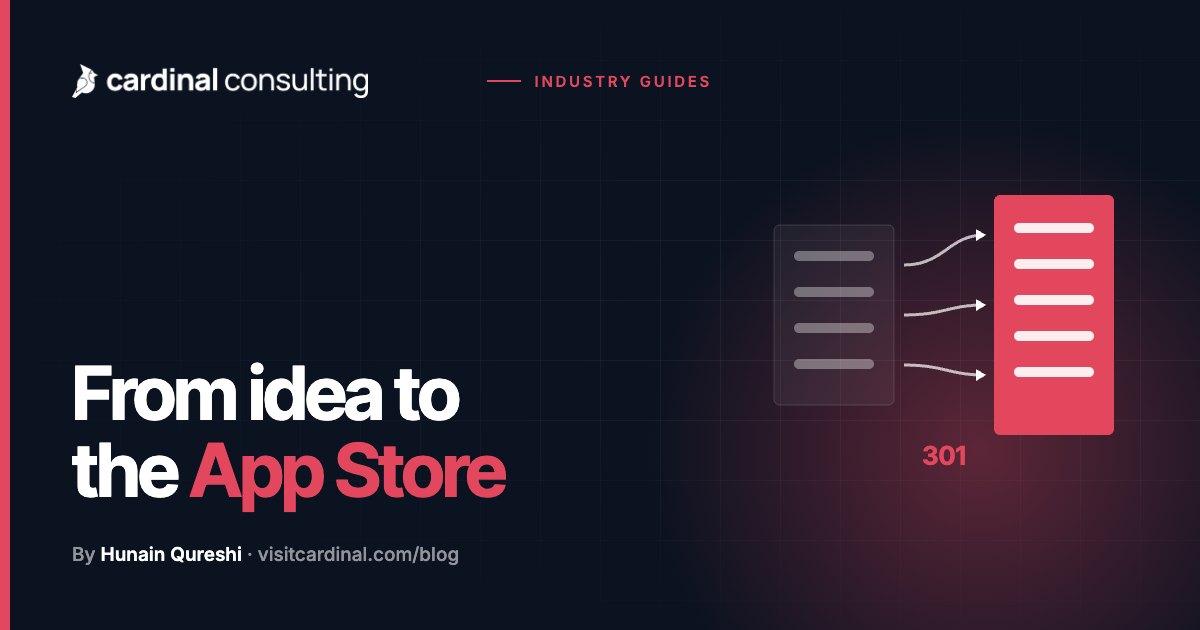 cardinal consulting
INDUSTRY GUIDES
301
From idea to
the App Store
By Hunain Qureshi · visitcardinal.com/blog